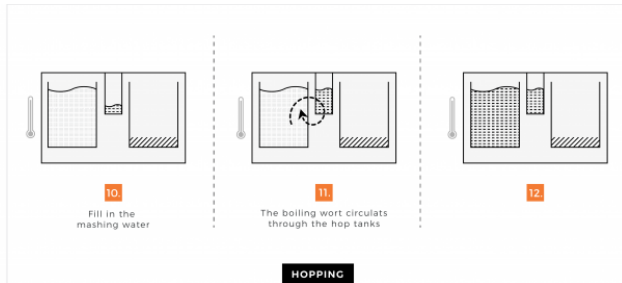 10.
Fill in the
mashing water
11.
The boiling wort circulats
through the hop tanks
12.
HOPPING